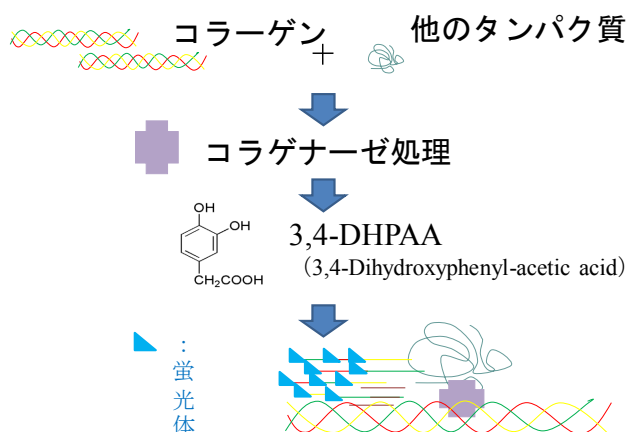 コラーゲン
+
他のタンパク質
コラゲナーゼ処理
OH
OH
CH₂COOH
3,4-DHPAA
（3,4-Dihydroxyphenyl-acetic acid）
：蛍光体